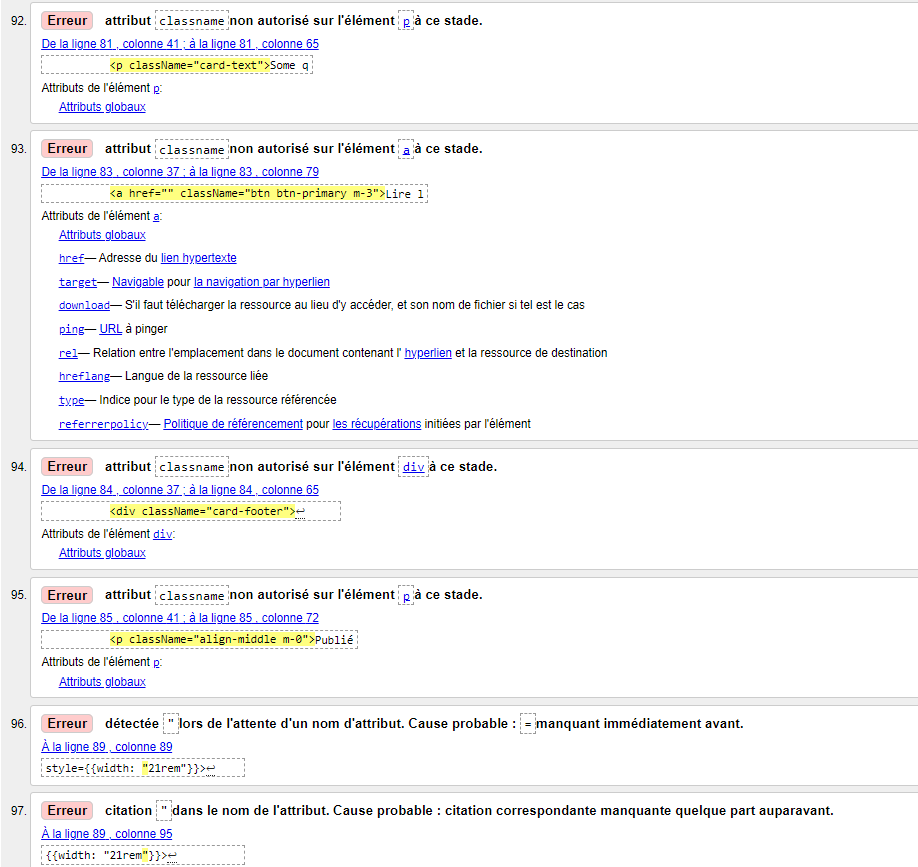 92. Erreur attribut classname non autorisé sur l'élément p à ce stade.
De la ligne 81 , colonne 41 ; à la ligne 81 , colonne 65
<p className="card-text">Some q
Attributs de l'élément p:
Attributs globaux
93. Erreur attribut classname non autorisé sur l'élément a à ce stade.
De la ligne 83 , colonne 37 ; à la ligne 83 , colonne 79
<a href="" className="btn btn-primary m-3">Lire l
Attributs de l'élément a:
Attributs globaux
href— Adresse du lien hypertexte
target— Navigable pour la navigation par hyperlien
download— S'il faut télécharger la ressource au lieu d'y accéder, et son nom de fichier si tel est le cas
ping— URL à pinger
rel— Relation entre l'emplacement dans le document contenant l' hyperlien et la ressource de destination
hreflang— Langue de la ressource liée
type— Indice pour le type de la ressource référencée
referrerpolicy— Politique de référencement pour les récupérations initiées par l'élément
94. Erreur attribut classname non autorisé sur l'élément div à ce stade.
De la ligne 84 , colonne 37 ; à la ligne 84 , colonne 65
<div className="card-footer">↩
Attributs de l'élément div:
Attributs globaux
95. Erreur attribut classname non autorisé sur l'élément p à ce stade.
De la ligne 85 , colonne 41 ; à la ligne 85 , colonne 72
<p className="align-middle m-0">Publié
Attributs de l'élément p:
Attributs globaux
96. Erreur détectée " lors de l'attente d'un nom d'attribut. Cause probable : = manquant immédiatement avant.
À la ligne 89 , colonne 89
style={{width: "21rem"}}>↩
97. Erreur citation " dans le nom de l'attribut. Cause probable : citation correspondante manquante quelque part auparavant.
À la ligne 89 , colonne 95
{{width: "21rem"}}>↩